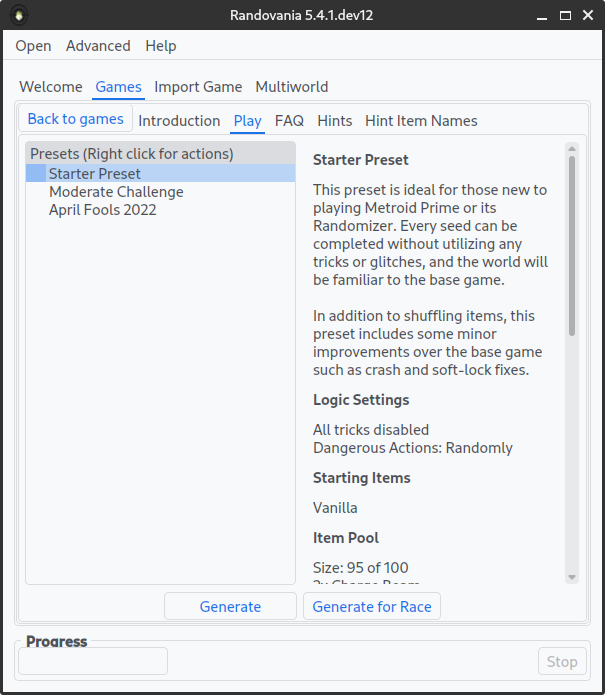 Randovania 5.4.1.dev12
Open Advanced Help
Welcome Games Import Game Multiworld
Back to games Introduction Play FAQ Hints Hint Item Names
Presets (Right click for actions)
Starter Preset
Moderate Challenge
April Fools 2022
Starter Preset
This preset is ideal for those new to
playing Metroid Prime or its
Randomizer. Every seed can be
completed without utilizing any
tricks or glitches, and the world will
be familiar to the base game.
In addition to shuffling items, this
preset includes some minor
improvements over the base game
such as crash and soft-lock fixes.
Logic Settings
All tricks disabled
Dangerous Actions: Randomly
Starting Items
Vanilla
Item Pool
Size: 95 of 100
2x Charge Beam
Generate Generate for Race
Progress
Stop